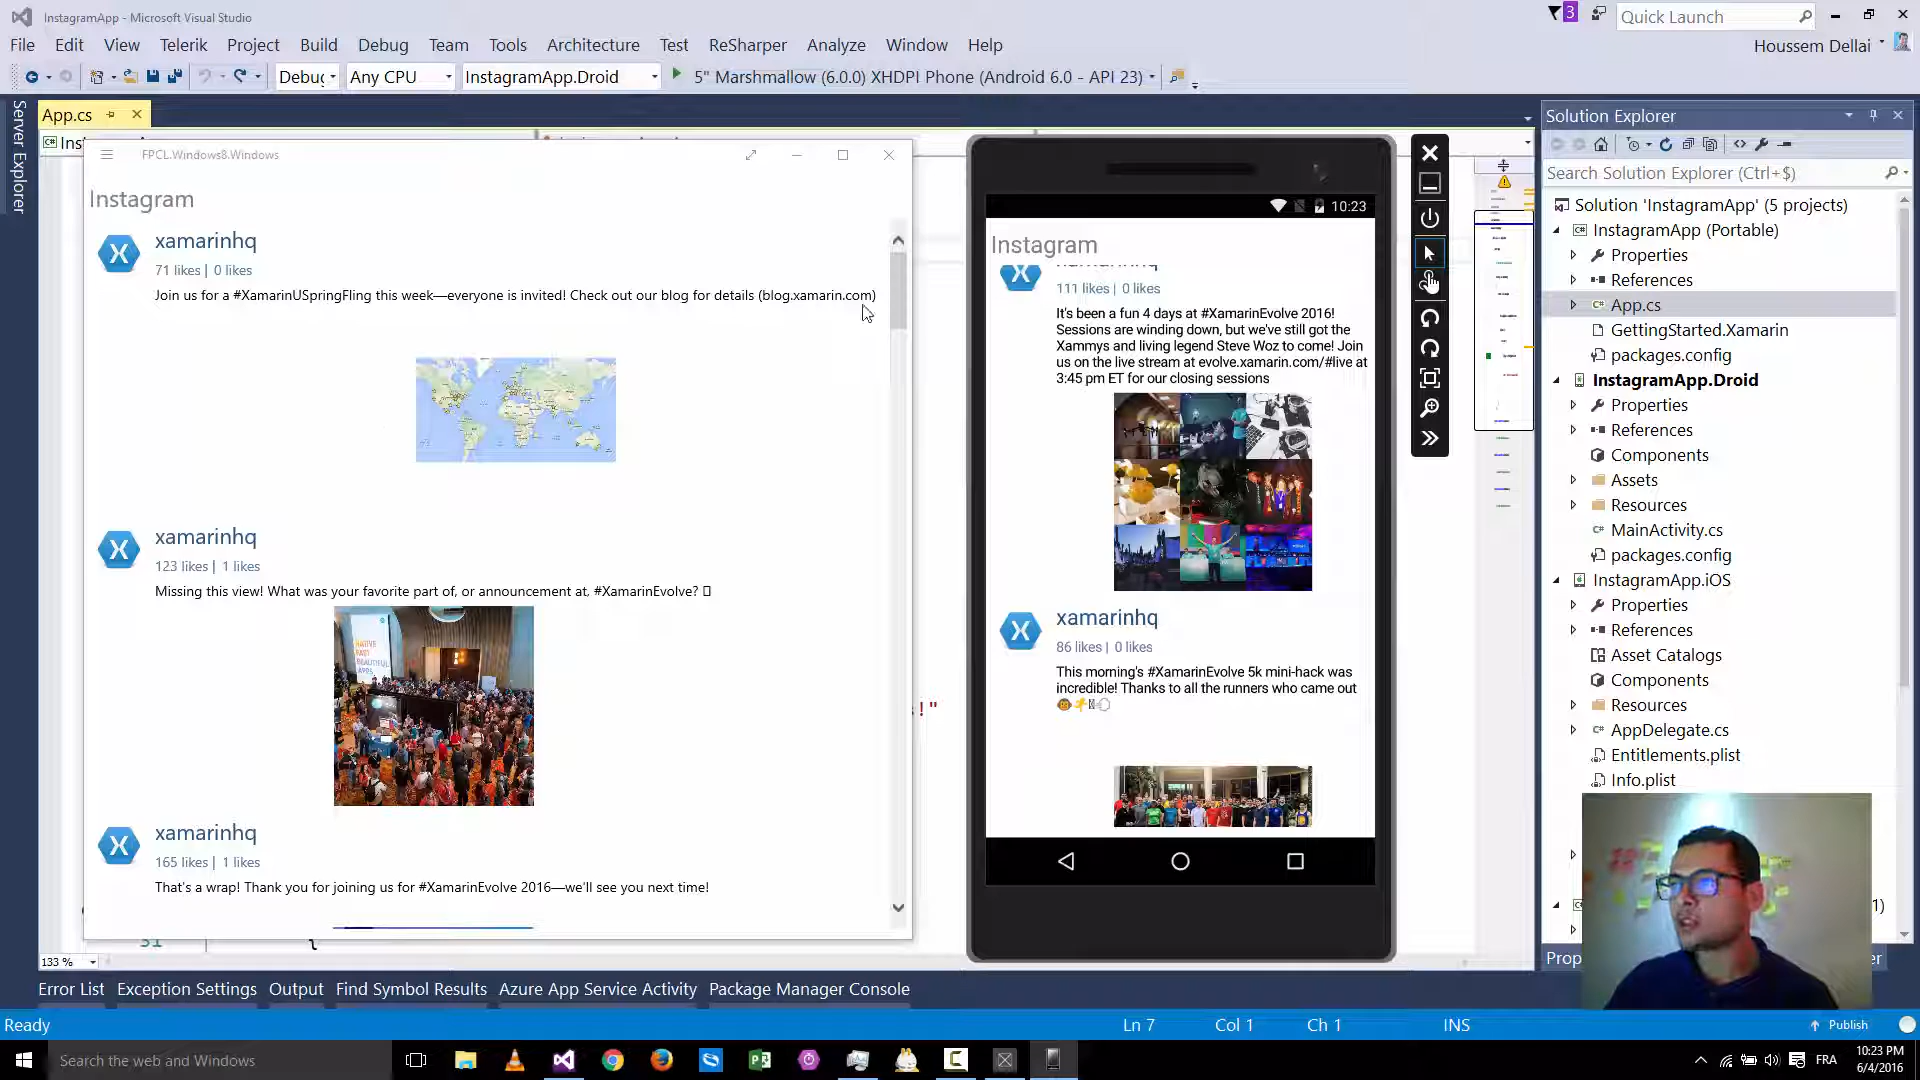 InstagramApp - Microsoft Visual Studio
3
Quick Launch
File Edit View Telerik Project Build Debug Team Tools Architecture Test ReSharper Analyze Window Help
Houssem Dellai
Debug Any CPU InstagramApp.Droid 5" Marshmallow (6.0.0) XHDPI Phone (Android 6.0 - API 23)
Server Explorer
App.cs
FPCL.Windows8.Windows
Instagram
xamarinhq
71 likes | 0 likes
Join us for a #XamarinUSpringFling this week—everyone is invited! Check out our blog for details (blog.xamarin.com)
xamarinhq
123 likes | 1 likes
Missing this view! What was your favorite part of, or announcement at, #XamarinEvolve?
NATIVE
FAST
BEAUTIFUL
APPS
xamarinhq
165 likes | 1 likes
That's a wrap! Thank you for joining us for #XamarinEvolve 2016—we'll see you next time!
31 {
!"
10:23
Instagram
xamarinhq
111 likes | 0 likes
It's been a fun 4 days at #XamarinEvolve 2016!
Sessions are winding down, but we've still got the
Xammys and living legend Steve Woz to come! Join
us on the live stream at evolve.xamarin.com/#live at
3:45 pm ET for our closing sessions
xamarinhq
86 likes | 0 likes
This morning's #XamarinEvolve 5k mini-hack was
incredible! Thanks to all the runners who came out
Solution Explorer
Search Solution Explorer (Ctrl+$)
Solution 'InstagramApp' (5 projects)
InstagramApp (Portable)
Properties
References
App.cs
GettingStarted.Xamarin
packages.config
InstagramApp.Droid
Properties
References
Components
Assets
Resources
MainActivity.cs
packages.config
InstagramApp.iOS
Properties
References
Asset Catalogs
Components
Resources
AppDelegate.cs
Entitlements.plist
Info.plist
1)
133 %
Error List Exception Settings Output Find Symbol Results Azure App Service Activity Package Manager Console
Ready
Ln 7 Col 1 Ch 1 INS
Publish
Search the web and Windows
FRA
10:23 PM
6/4/2016